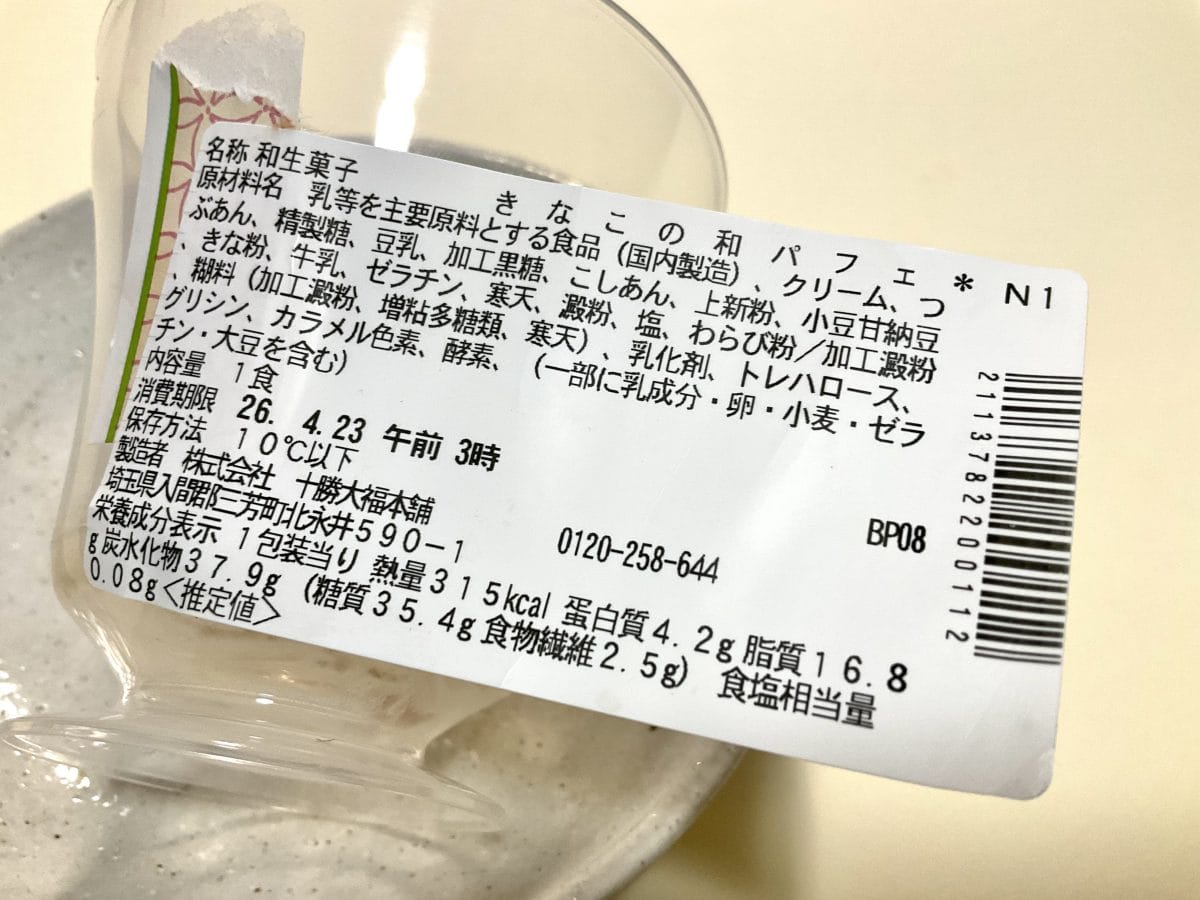 きなこの和パフェ* N1
名称 和生菓子
原材料名 乳等を主要原料とする食品（国内製造）、クリーム、つ
ぶあん、精製糖、豆乳、加工黒糖、こしあん、上新粉、小豆甘納豆
、きな粉、牛乳、ゼラチン、寒天、澱粉、塩、わらび粉／加工澱粉
、糊料（加工澱粉、増粘多糖類、寒天）、乳化剤、トレハロース、
グリシン、カラメル色素、酵素、（一部に乳成分・卵・小麦・ゼラ
チン・大豆を含む）
内容量 1食
消費期限 26. 4.23 午前 3時
保存方法 10℃以下
製造者 株式会社 十勝大福本舗
埼玉県入間郡三芳町北永井590-1
0120-258-644
BP08
栄養成分表示 1包装当り 熱量315kcal 蛋白質4.2g 脂質16.8
g 炭水化物37.9g （糖質35.4g 食物繊維2.5g） 食塩相当量
0.08g＜推定値＞
2113782200112